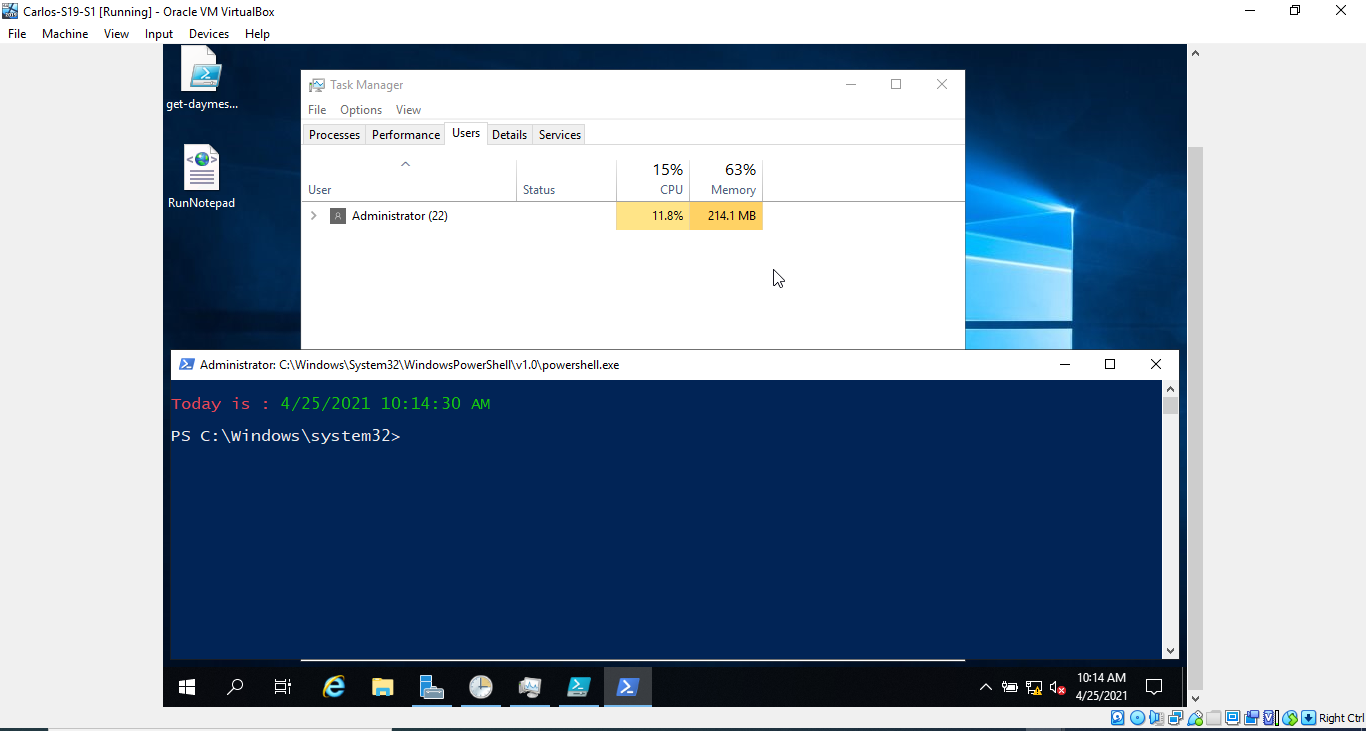 Carlos-S19-S1 [Running] - Oracle VM VirtualBox
File Machine View Input Devices Help
get-daymes...
RunNotepad
Task Manager
File Options View
Processes Performance Users Details Services
15% 63%
User Status CPU Memory
Administrator (22) 11.8% 214.1 MB
Administrator: C:\Windows\System32\WindowsPowerShell\v1.0\powershell.exe
Today is : 4/25/2021 10:14:30 AM
PS C:\Windows\system32>
10:14 AM
4/25/2021
Right Ctrl